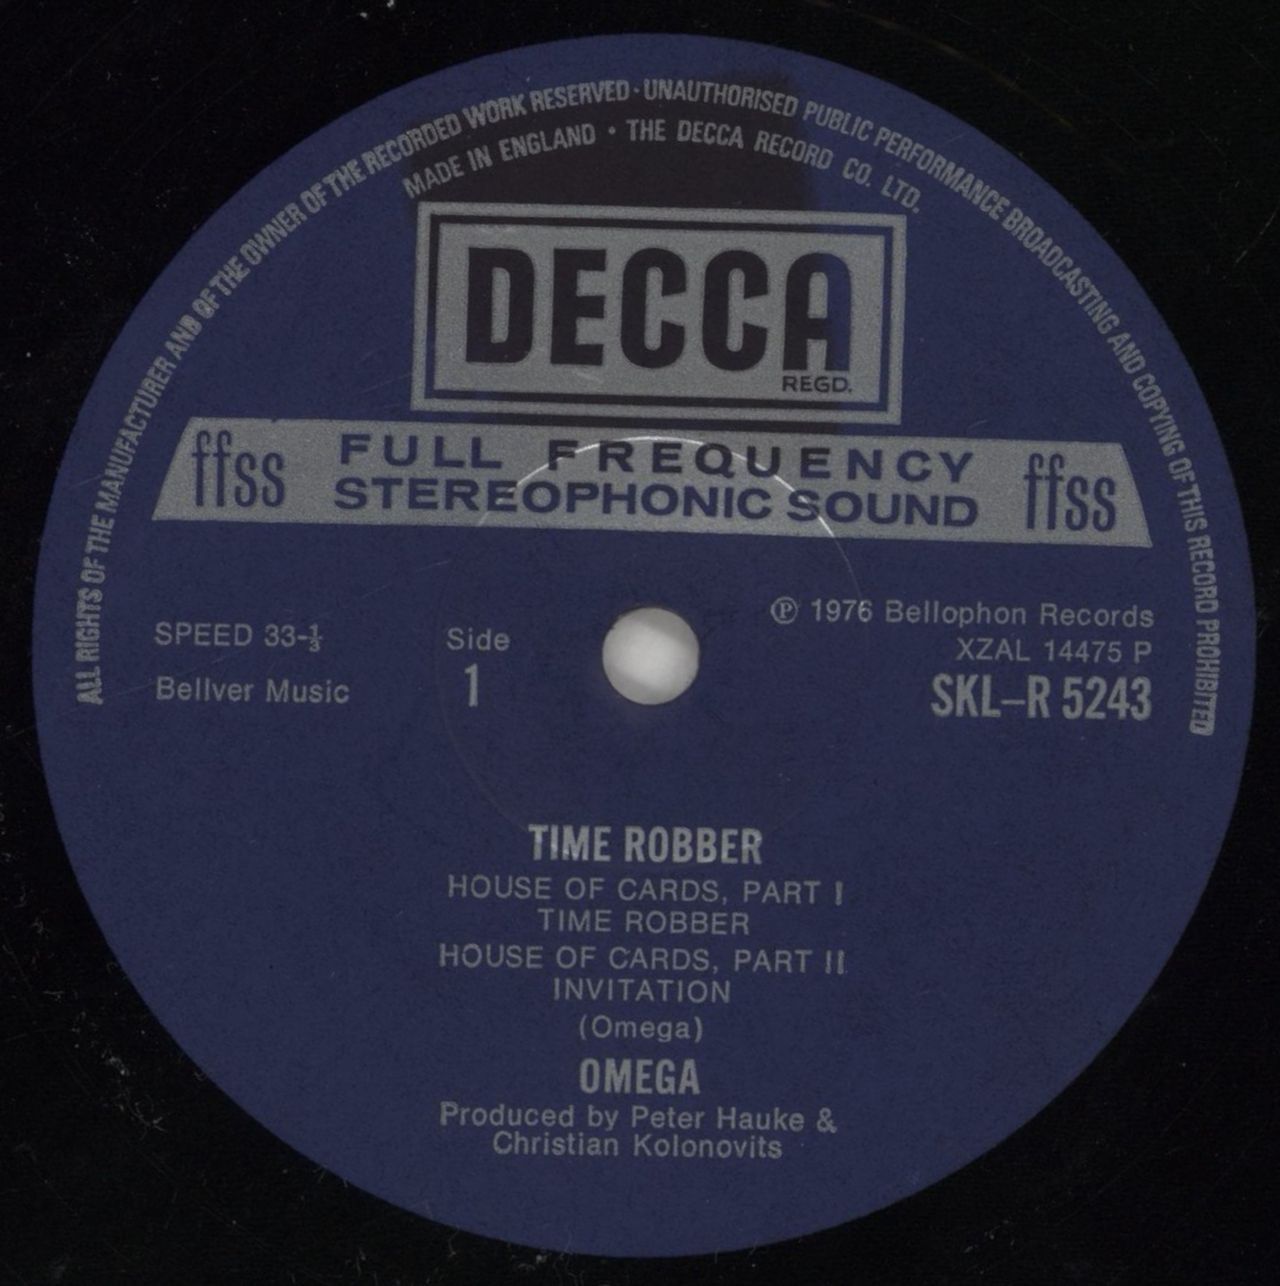 ALL RIGHTS OF THE MANUFACTURER AND OF THE OWNER OF THE RECORDED WORK RESERVED · UNAUTHORISED PUBLIC PERFORMANCE BROADCASTING AND COPYING OF THIS RECORD PROHIBITED
MADE IN ENGLAND · THE DECCA RECORD CO. LTD.
DECCA
REGD.
ffss FULL FREQUENCY ffss
STEREOPHONIC SOUND
℗ 1976 Bellophon Records
SPEED 33-⅓ Side XZAL 14475 P
Bellver Music 1 SKL–R 5243
TIME ROBBER
HOUSE OF CARDS, PART I
TIME ROBBER
HOUSE OF CARDS, PART II
INVITATION
(Omega)
OMEGA
Produced by Peter Hauke &
Christian Kolonovits